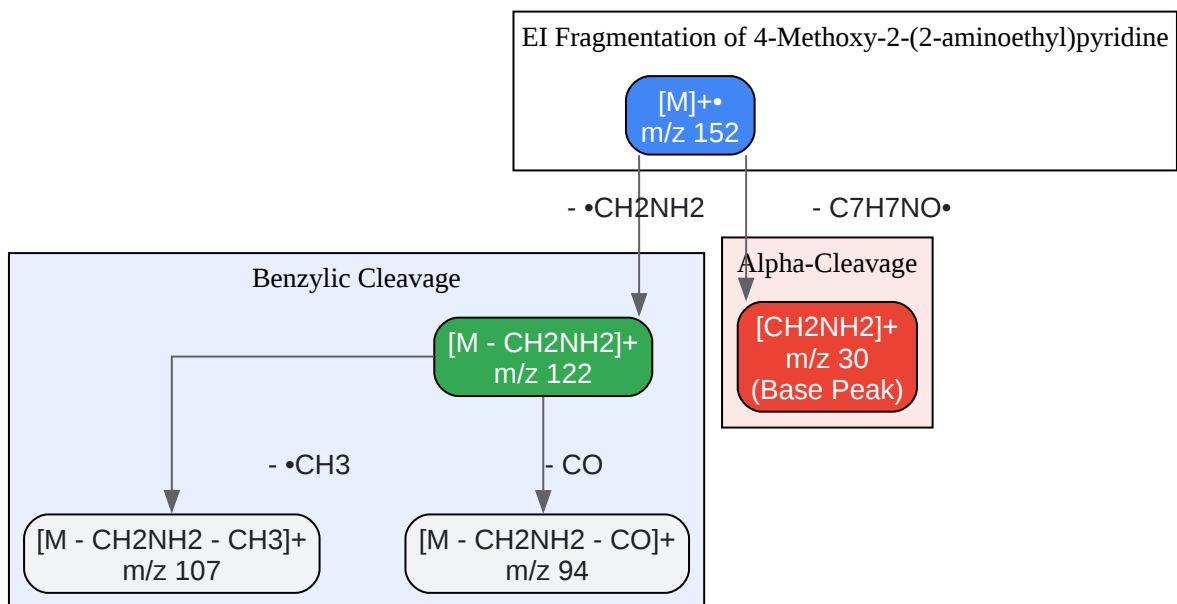 EI Fragmentation of 4-Methoxy-2-(2-aminoethyl)pyridine
[M]+•
m/z 152
- •CH2NH2
- C7H7NO•
Benzylic Cleavage
Alpha-Cleavage
[M - CH2NH2]+
m/z 122
[CH2NH2]+
m/z 30
(Base Peak)
- •CH3
- CO
[M - CH2NH2 - CH3]+
m/z 107
[M - CH2NH2 - CO]+
m/z 94